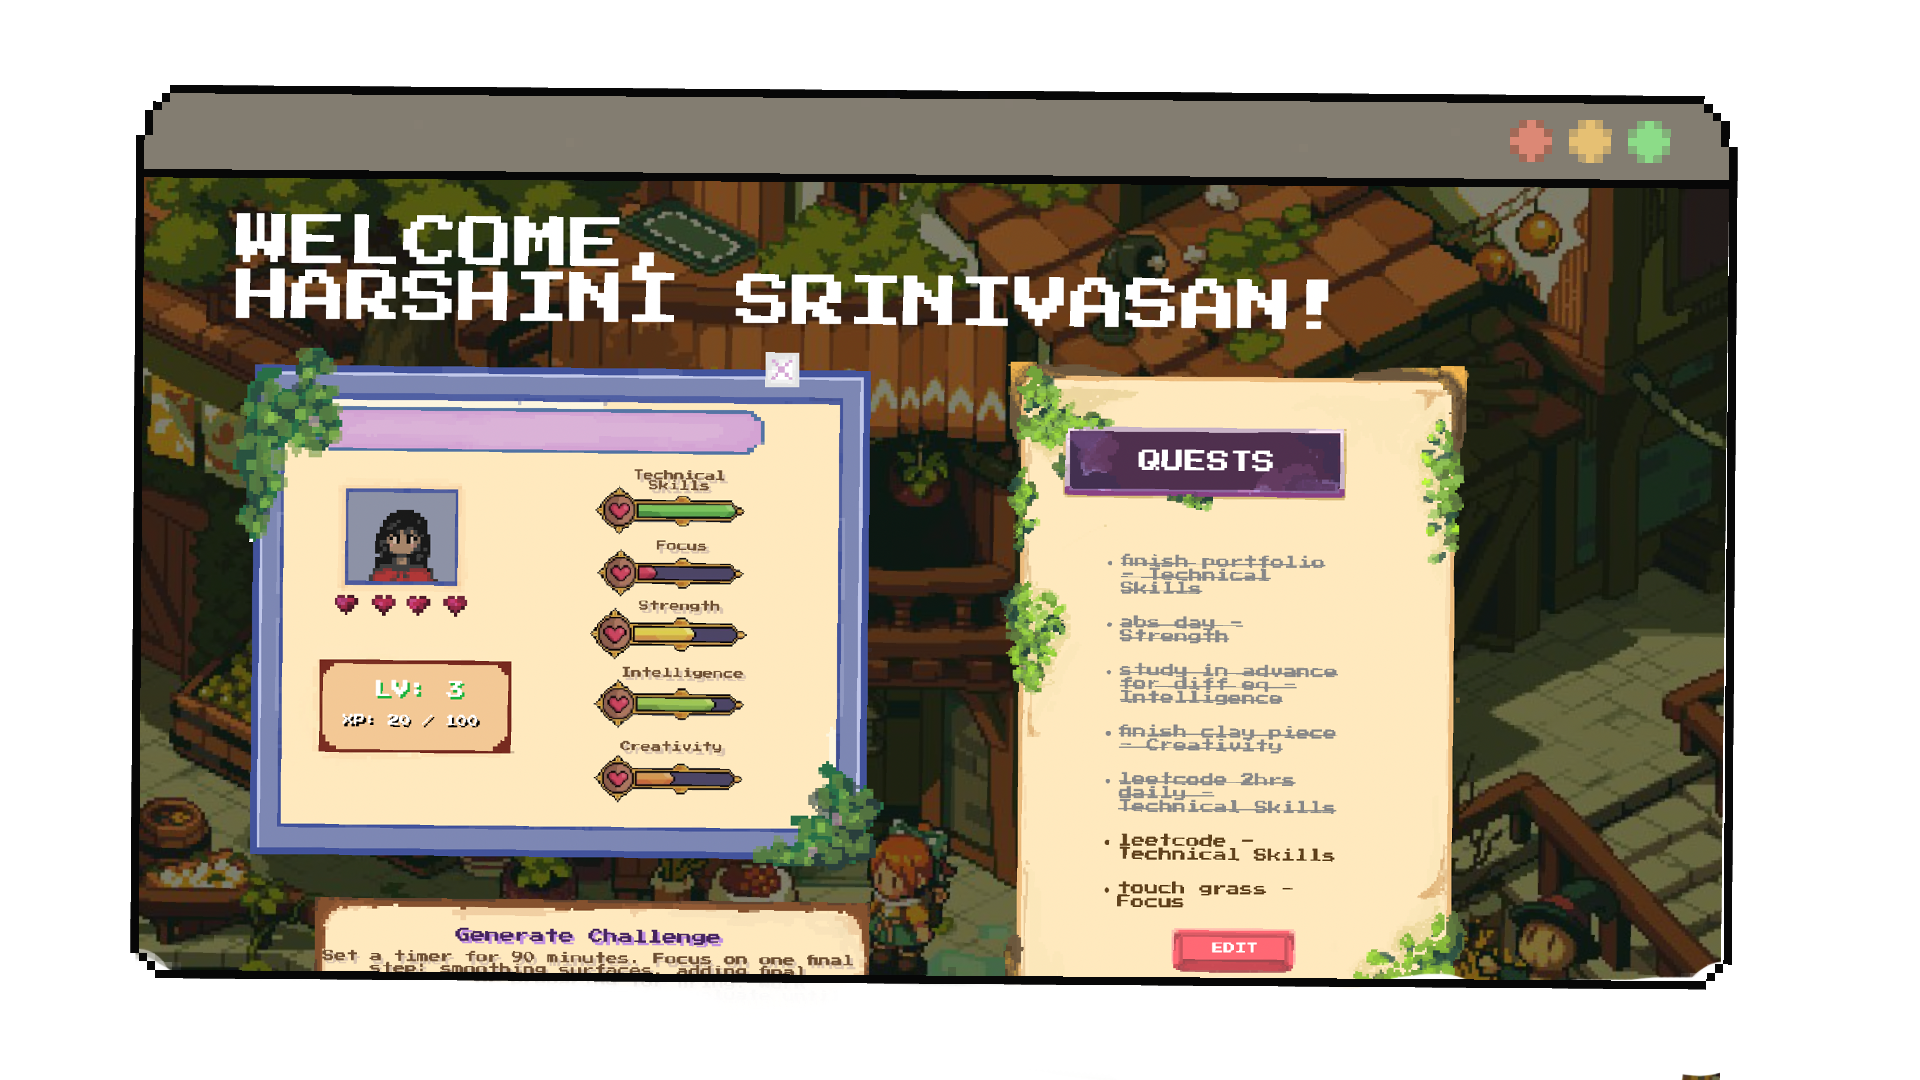 WELCOME,
HARSHINI SRINIVASAN!
Technical
Skills
Focus
Strength
Intelligence
Creativity
LV: 3
XP: 20 / 100
Generate Challenge
Set a timer for 90 minutes. Focus on one final
step: smoothing surfaces, adding final
QUESTS
• finish portfolio
- Technical
Skills
• abs day -
Strength
• study in advance
for diff eq -
Intelligence
• finish clay piece
- Creativity
• leetcode 2hrs
daily -
Technical Skills
• leetcode -
Technical Skills
• touch grass -
Focus
EDIT